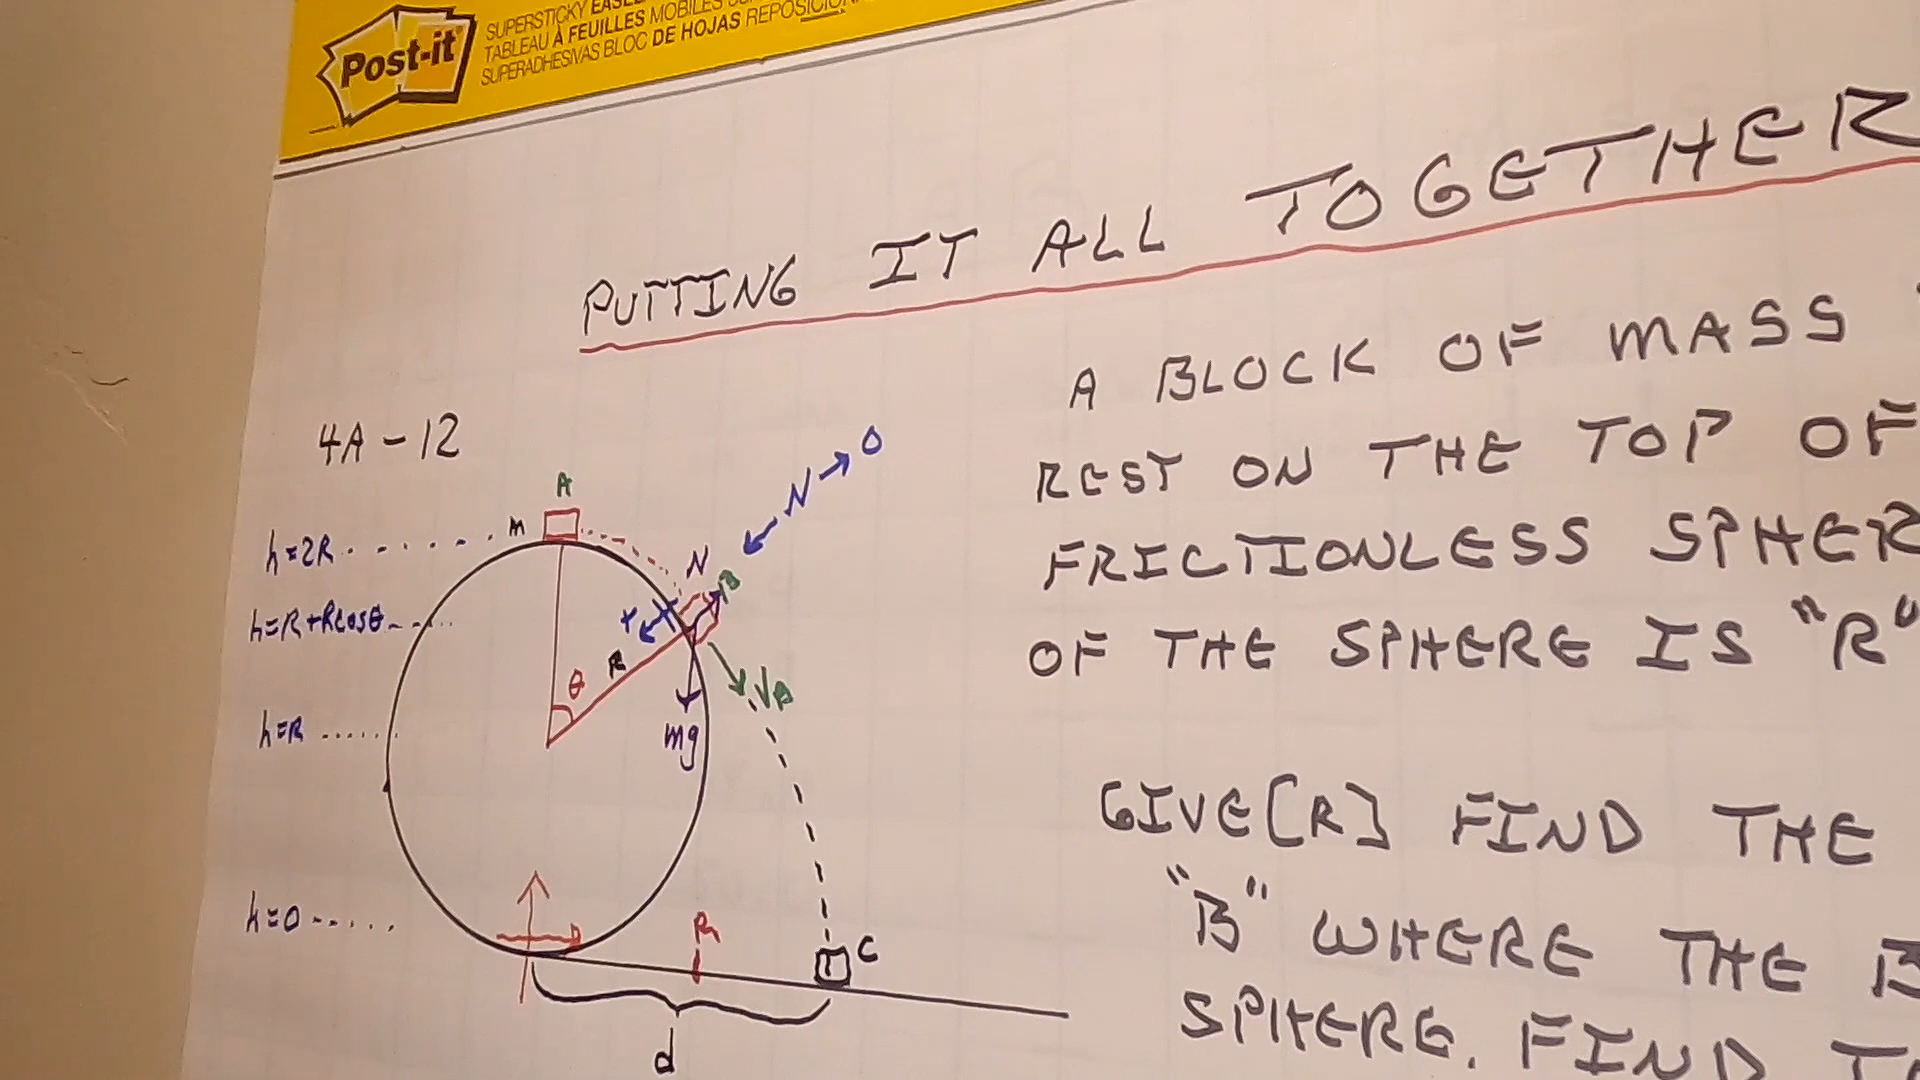 Post-it
SUPERSTICKY
TABLEAU À FEUILLES MOBILES
SUPERADHESIVAS BLOC DE HOJAS
PUTTING IT ALL TOGETHER
A BLOCK OF MASS
REST ON THE TOP OF
FRICTIONLESS
OF THE SPHERE IS "R"
GIVE[R] FIND THE
"B" WHERE THE
SPHERE. FIND
4A-12
A
m
h=2R
N→0
N
B
h=R+Rcosθ
+
R
θ
VB
h=R
mg
h=0
R
C
d